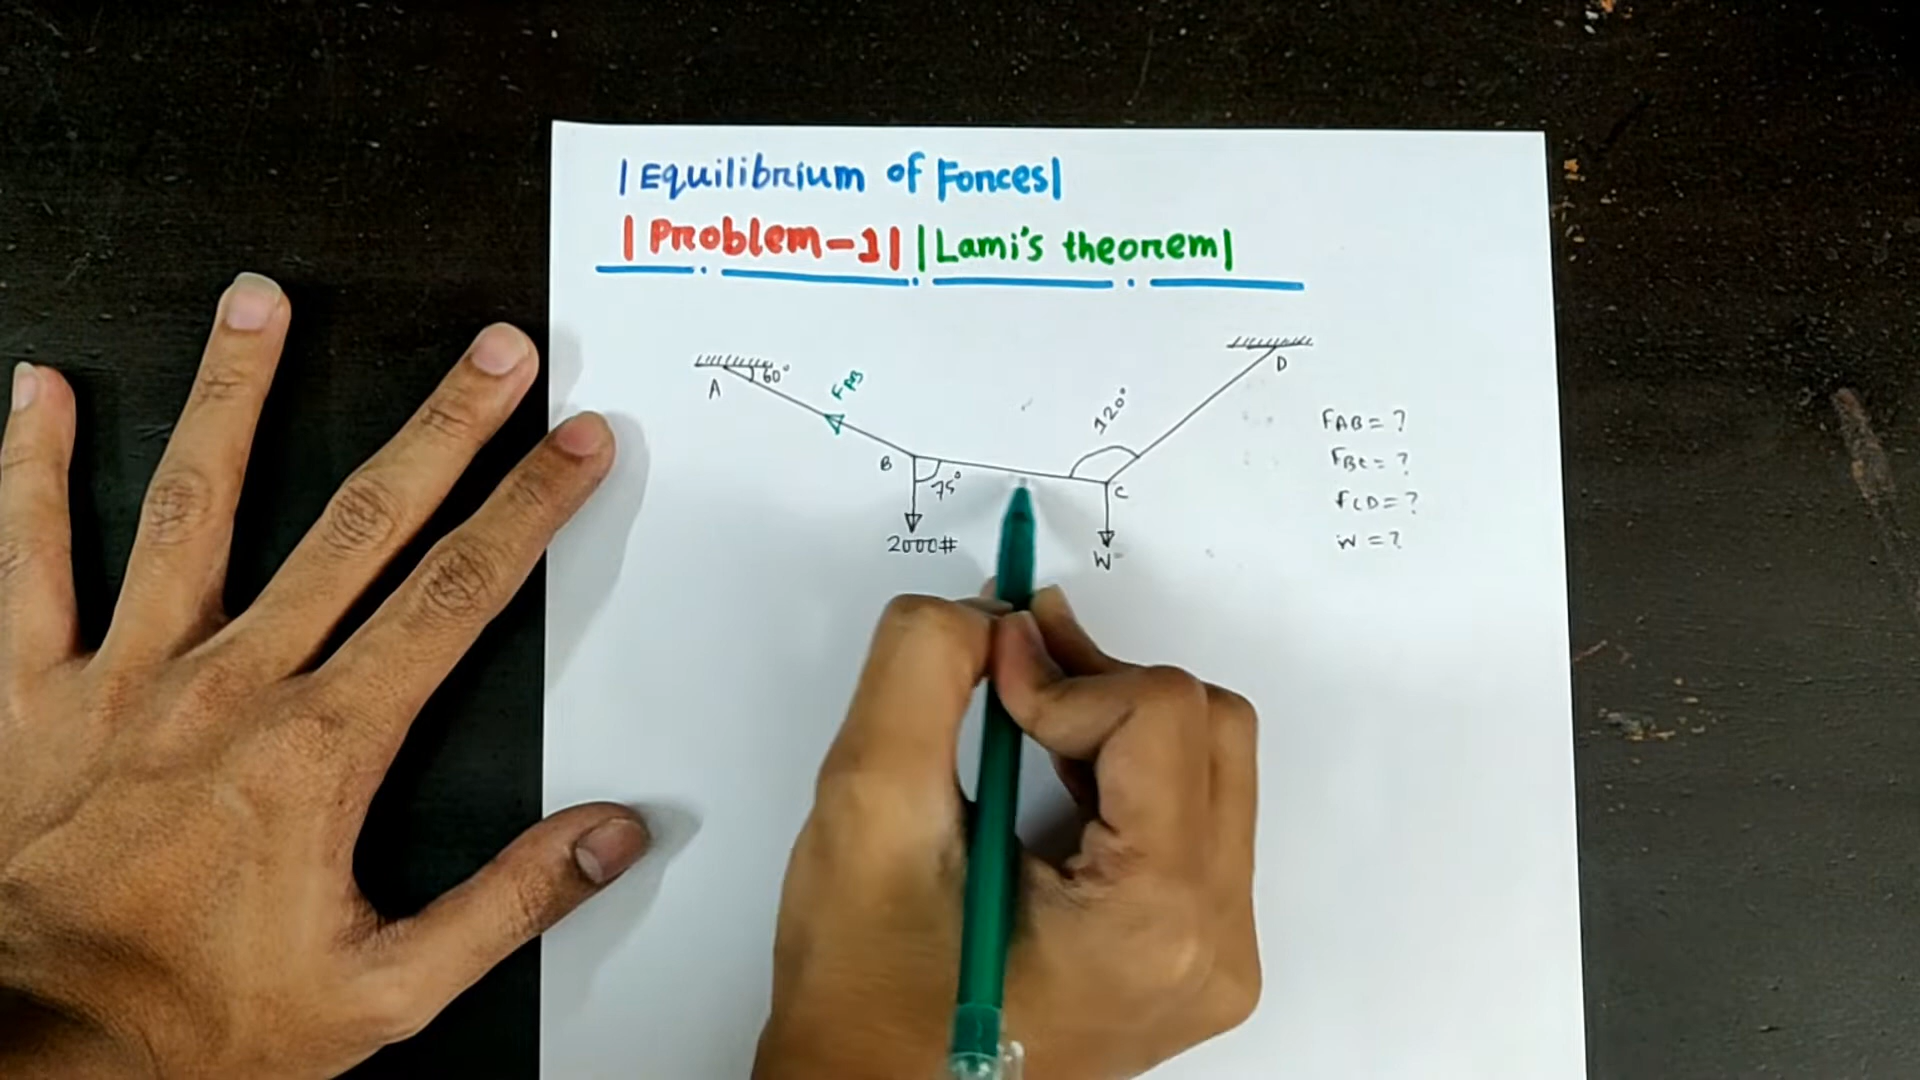 |Equilibrium of Forces|
|Problem-1| |Lami's theorem|
A
60°
FAB
B
75°
2000#
120°
C
W
D
FAB = ?
FBC = ?
FCD = ?
W = ?